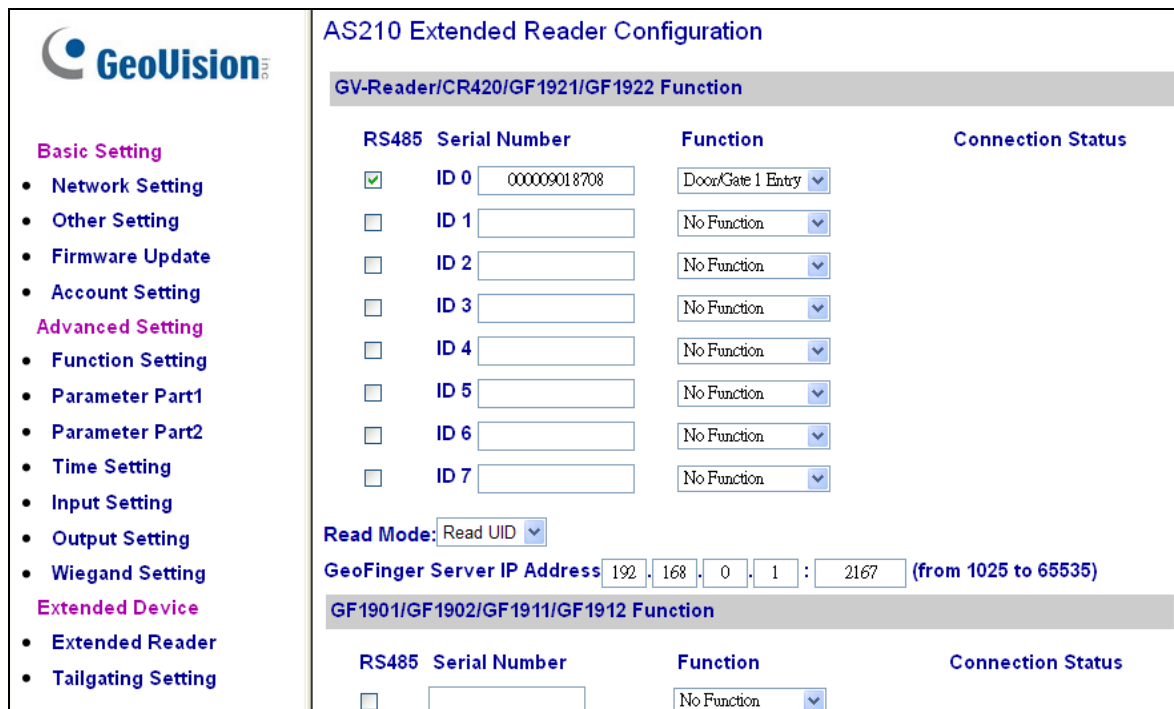 GeoVision inc
Basic Setting
Network Setting
Other Setting
Firmware Update
Account Setting
Advanced Setting
Function Setting
Parameter Part1
Parameter Part2
Time Setting
Input Setting
Output Setting
Wiegand Setting
Extended Device
Extended Reader
Tailgating Setting
AS210 Extended Reader Configuration
GV-Reader/CR420/GF1921/GF1922 Function
RS485 Serial Number Function Connection Status
ID 0 000009018708 Door/Gate 1 Entry
ID 1 No Function
ID 2 No Function
ID 3 No Function
ID 4 No Function
ID 5 No Function
ID 6 No Function
ID 7 No Function
Read Mode: Read UID
GeoFinger Server IP Address 192 . 168 . 0 . 1 : 2167 (from 1025 to 65535)
GF1901/GF1902/GF1911/GF1912 Function
RS485 Serial Number Function Connection Status
No Function